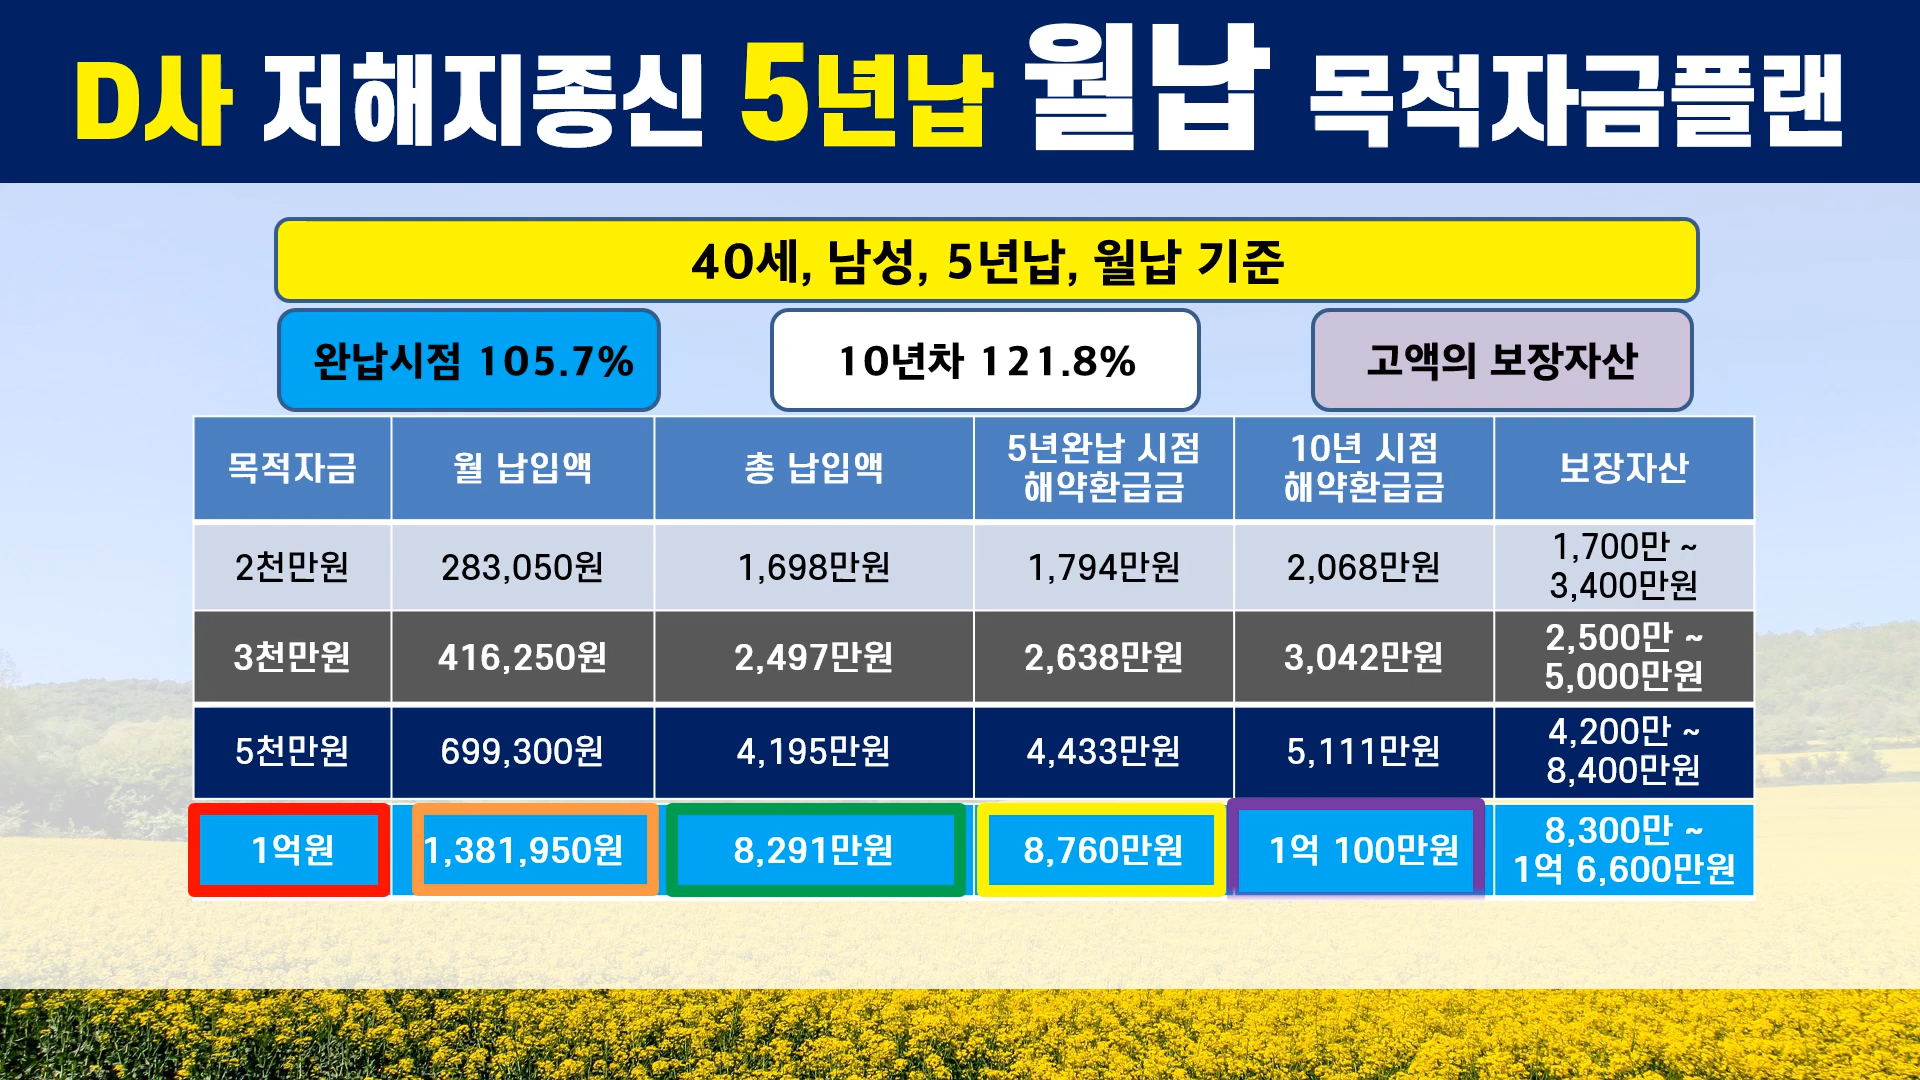 D사 저해지종신 5년납 월납 목적자금플랜
40세, 남성, 5년납, 월납 기준
완납시점 105.7%
10년차 121.8%
고액의 보장자산
목적자금
월 납입액
총 납입액
5년완납 시점
해약환급금
10년 시점
해약환급금
보장자산
2천만원
283,050원
1,698만원
1,794만원
2,068만원
1,700만 ~
3,400만원
3천만원
416,250원
2,497만원
2,638만원
3,042만원
2,500만 ~
5,000만원
5천만원
699,300원
4,195만원
4,433만원
5,111만원
4,200만 ~
8,400만원
1억원
1,381,950원
8,291만원
8,760만원
1억 100만원
8,300만 ~
1억 6,600만원